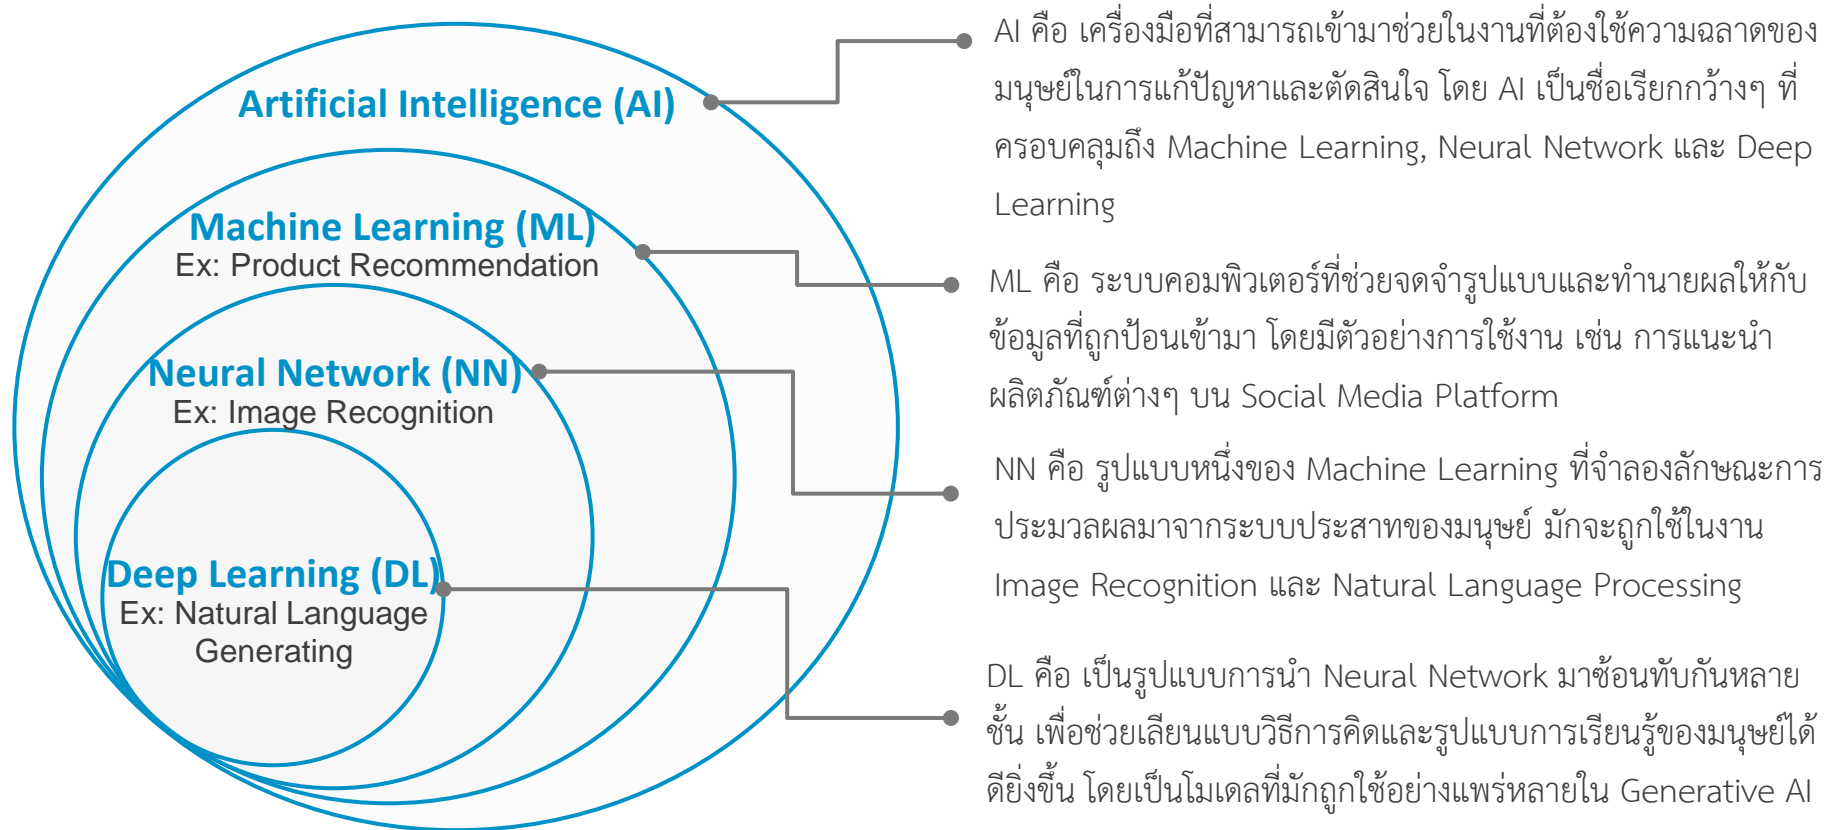 Artificial Intelligence (AI)
Machine Learning (ML)
Ex: Product Recommendation
Neural Network (NN)
Ex: Image Recognition
Deep Learning (DL)
Ex: Natural Language
Generating
AI คือ เครื่องมือที่สามารถเข้ามาช่วยในงานที่ต้องใช้ความฉลาดของ
มนุษย์ในการแก้ปัญหาและตัดสินใจ โดย AI เป็นชื่อเรียกกว้างๆ ที่
ครอบคลุมถึง Machine Learning, Neural Network และ Deep
Learning
ML คือ ระบบคอมพิวเตอร์ที่ช่วยจดจำรูปแบบและทำนายผลให้กับ
ข้อมูลที่ถูกป้อนเข้ามา โดยมีตัวอย่างการใช้งาน เช่น การแนะนำ
ผลิตภัณฑ์ต่างๆ บน Social Media Platform
NN คือ รูปแบบหนึ่งของ Machine Learning ที่จำลองลักษณะการ
ประมวลผลมาจากระบบประสาทของมนุษย์ มักจะถูกใช้ในงาน
Image Recognition และ Natural Language Processing
DL คือ เป็นรูปแบบการนำ Neural Network มาซ้อนทับกันหลาย
ชั้น เพื่อช่วยเลียนแบบวิธีการคิดและรูปแบบการเรียนรู้ของมนุษย์ได้
ดียิ่งขึ้น โดยเป็นโมเดลที่มักถูกใช้อย่างแพร่หลายใน Generative AI